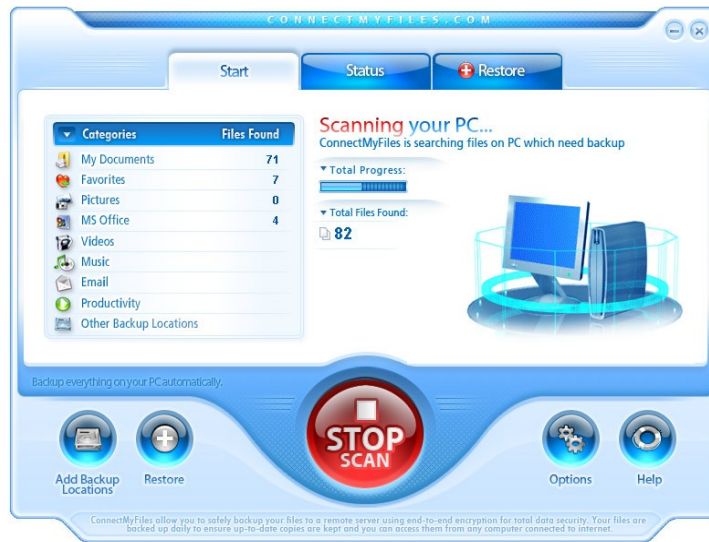 CONNECTMYFILES.COM
Start
Status
Restore
Categories Files Found
My Documents 71
Favorites 7
Pictures 0
MS Office 4
Videos
Music
Email
Productivity
Other Backup Locations
Scanning your PC...
ConnectMyFiles is searching files on PC which need backup
Total Progress:
Total Files Found:
82
Backup everything on your PC automatically.
STOP
SCAN
Add Backup
Locations
Restore
Options
Help
ConnectMyFiles allow you to safely backup your files to a remote server using end-to-end encryption for total data security. Your files are
backed up daily to ensure up-to-date copies are kept and you can access them from any computer connected to internet.